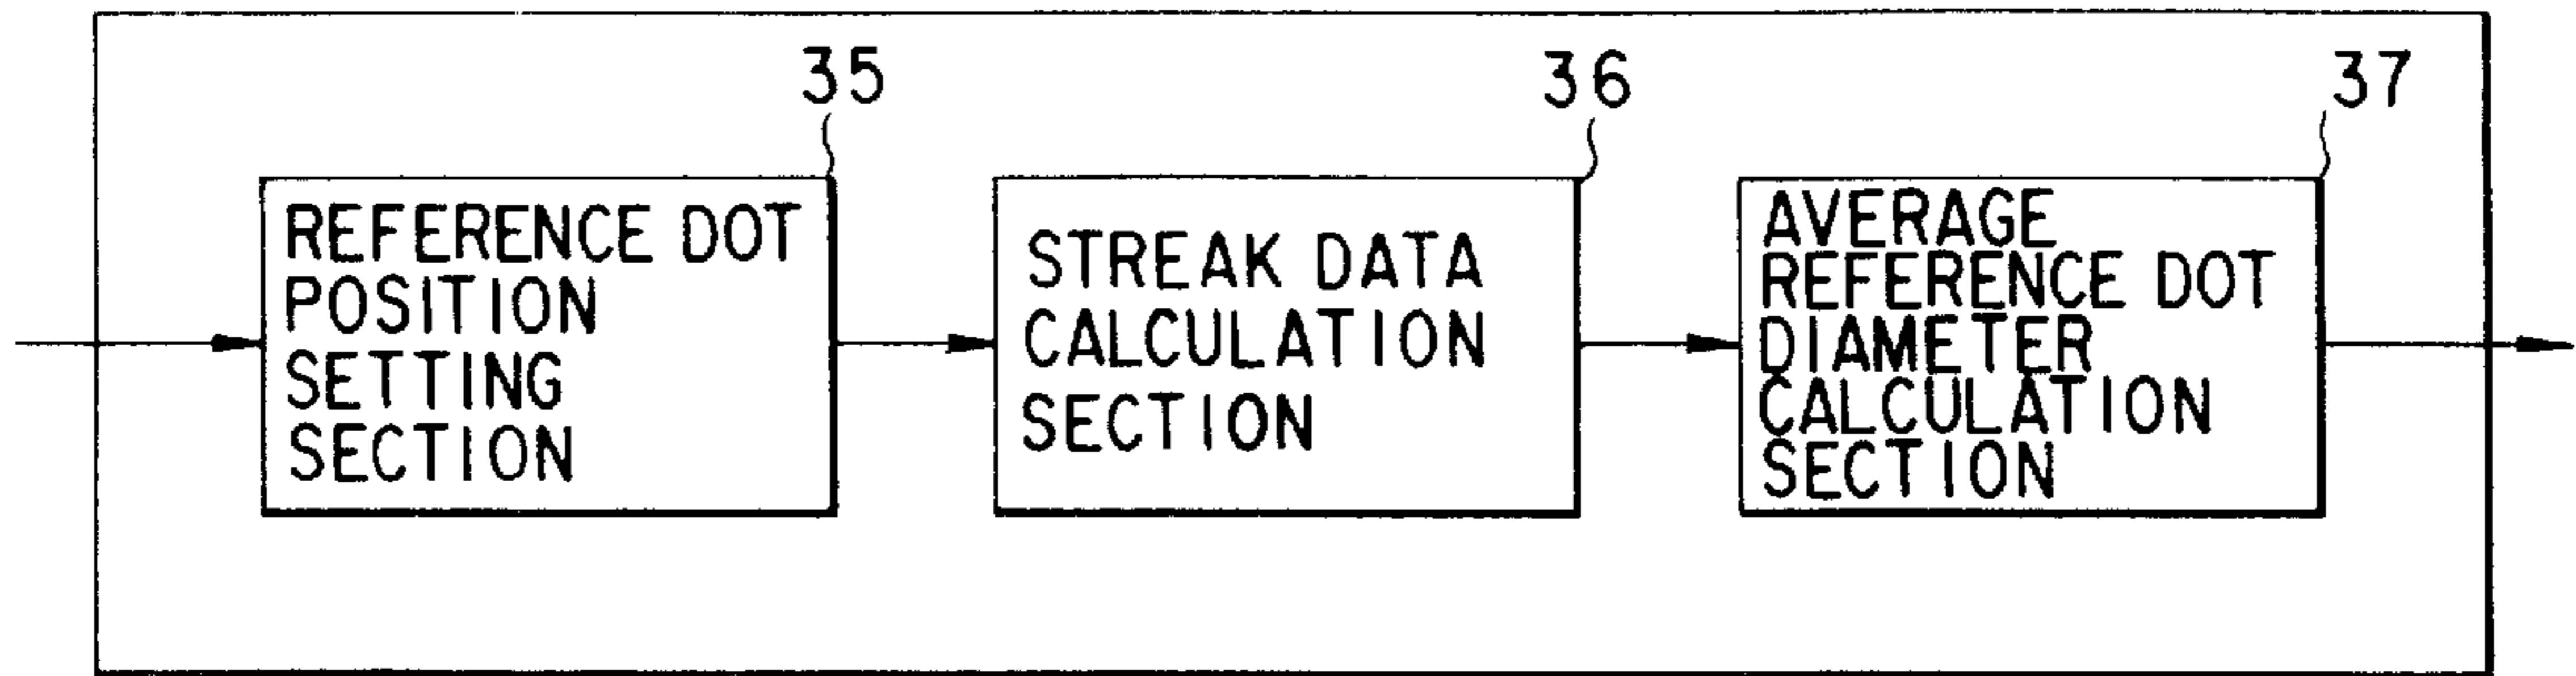 35
36
37
REFERENCE DOT
POSITION
SETTING
SECTION
STREAK DATA
CALCULATION
SECTION
AVERAGE
REFERENCE DOT
DIAMETER
CALCULATION
SECTION